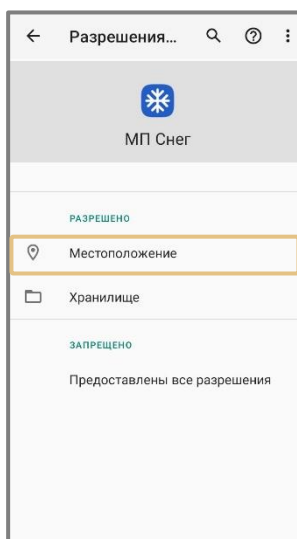 Разрешения...
МП Снег
РАЗРЕШЕНО
Местоположение
Хранилище
ЗАПРЕЩЕНО
Предоставлены все разрешения